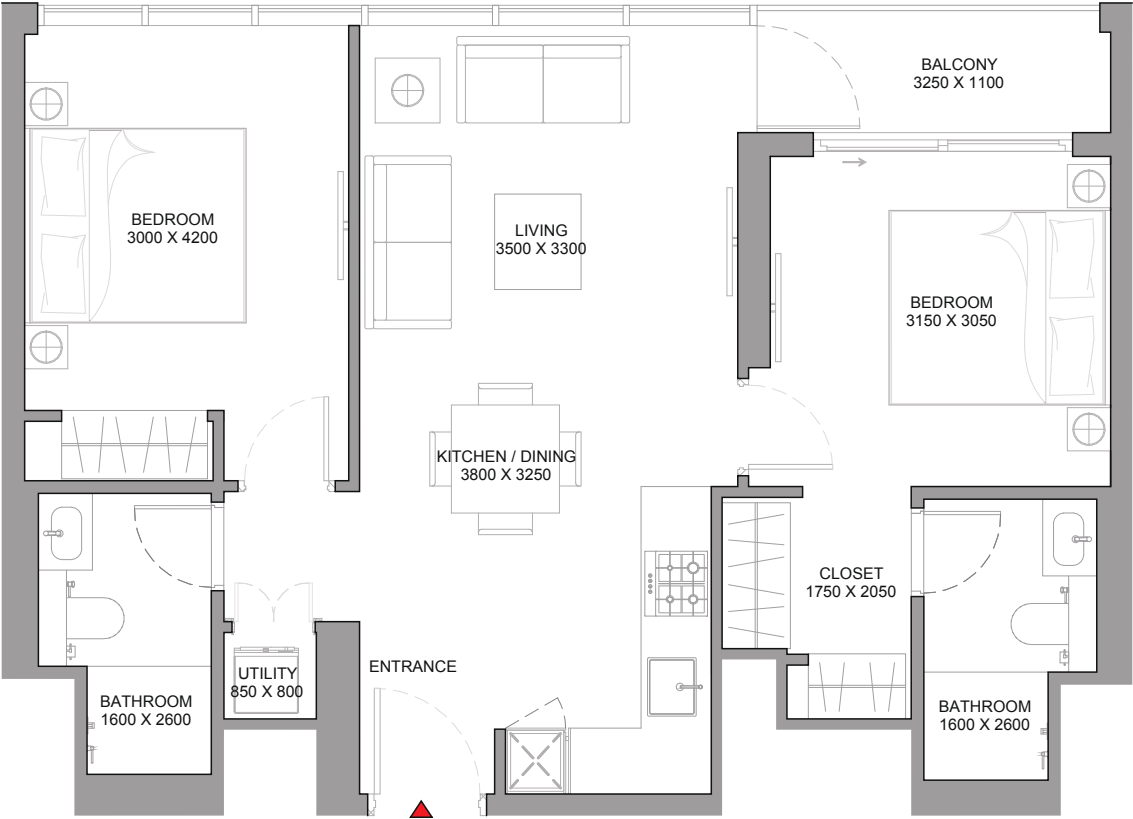 BALCONY
3250 X 1100
BEDROOM
3000 X 4200
LIVING
3500 X 3300
BEDROOM
3150 X 3050
KITCHEN / DINING
3800 X 3250
CLOSET
1750 X 2050
ENTRANCE
UTILITY
850 X 800
BATHROOM
1600 X 2600
BATHROOM
1600 X 2600